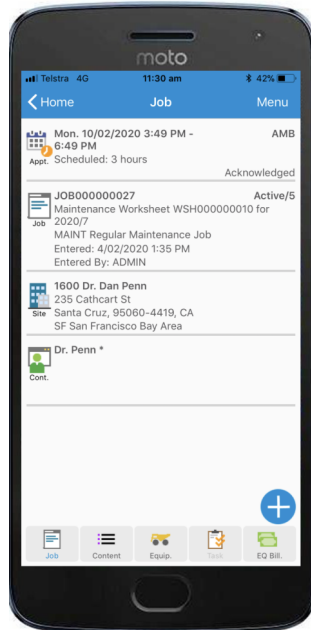 moto
Telstra 4G 11:30 am 42%
Home Job Menu
Mon. 10/02/2020 3:49 PM - AMB
6:49 PM
Appt. Scheduled: 3 hours
Acknowledged
JOB000000027 Active/5
Maintenance Worksheet WSH000000010 for
Job 2020/7
MAINT Regular Maintenance Job
Entered: 4/02/2020 1:35 PM
Entered By: ADMIN
1600 Dr. Dan Penn
235 Cathcart St
Site Santa Cruz, 95060-4419, CA
SF San Francisco Bay Area
Dr. Penn *
Cont.
Job Content Equip. Task EQ Bill.